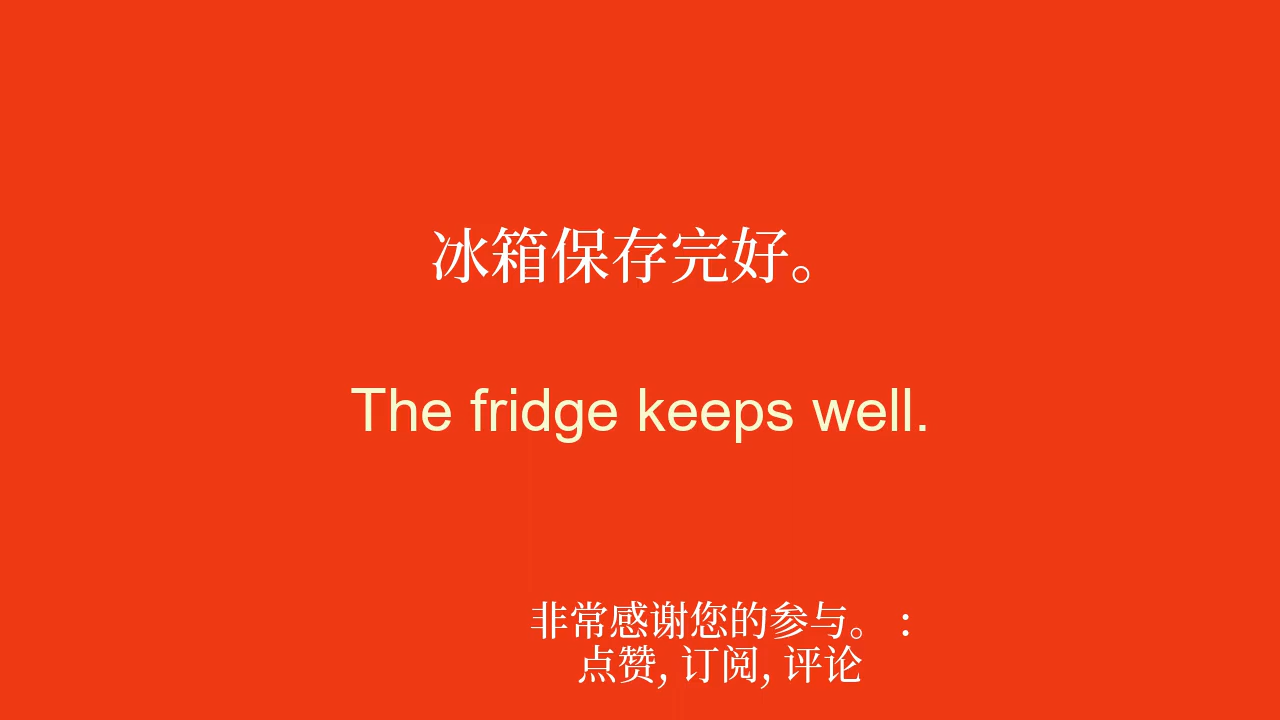 冰箱保存完好。
The fridge keeps well.
非常感谢您的参与。 :
点赞, 订阅, 评论